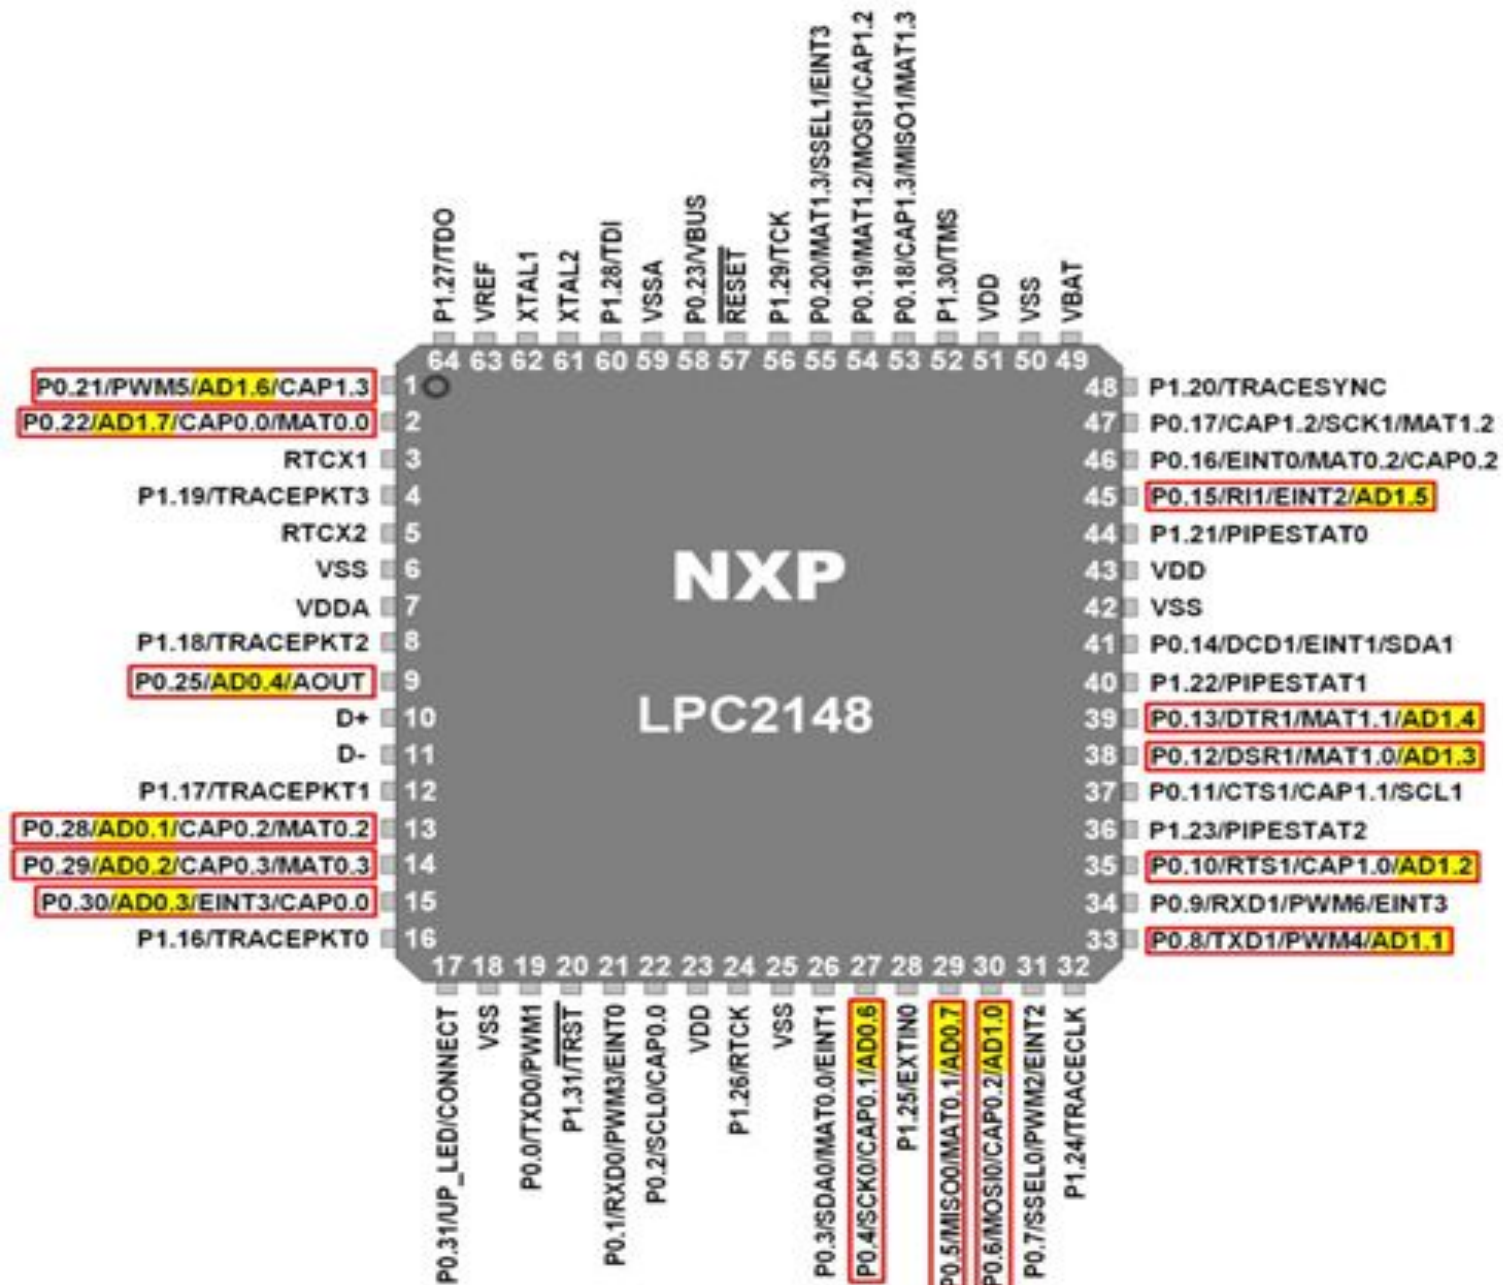 P1.27/TDO
VREF
XTAL1
XTAL2
P1.28/TDI
VSSA
P0.23/VBUS
RESET
P1.29/TCK
P0.20/MAT1.3/SSEL1/EINT3
P0.19/MAT1.2/MOSI1/CAP1.2
P0.18/CAP1.3/MISO1/MAT1.3
P1.30/TMS
VDD
VSS
VBAT
64 63 62 61 60 59 58 57 56 55 54 53 52 51 50 49
P0.21/PWM5/AD1.6/CAP1.3 1
P0.22/AD1.7/CAP0.0/MAT0.0 2
RTCX1 3
P1.19/TRACEPKT3 4
RTCX2 5
VSS 6
VDDA 7
P1.18/TRACEPKT2 8
P0.25/AD0.4/AOUT 9
D+ 10
D- 11
P1.17/TRACEPKT1 12
P0.28/AD0.1/CAP0.2/MAT0.2 13
P0.29/AD0.2/CAP0.3/MAT0.3 14
P0.30/AD0.3/EINT3/CAP0.0 15
P1.16/TRACEPKT0 16
NXP
LPC2148
48 P1.20/TRACESYNC
47 P0.17/CAP1.2/SCK1/MAT1.2
46 P0.16/EINT0/MAT0.2/CAP0.2
45 P0.15/RI1/EINT2/AD1.5
44 P1.21/PIPESTAT0
43 VDD
42 VSS
41 P0.14/DCD1/EINT1/SDA1
40 P1.22/PIPESTAT1
39 P0.13/DTR1/MAT1.1/AD1.4
38 P0.12/DSR1/MAT1.0/AD1.3
37 P0.11/CTS1/CAP1.1/SCL1
36 P1.23/PIPESTAT2
35 P0.10/RTS1/CAP1.0/AD1.2
34 P0.9/RXD1/PWM6/EINT3
33 P0.8/TXD1/PWM4/AD1.1
17 18 19 20 21 22 23 24 25 26 27 28 29 30 31 32
P0.31/UP_LED/CONNECT
VSS
P0.0/TXD0/PWM1
P1.31/TRST
P0.1/RXD0/PWM3/EINT0
P0.2/SCL0/CAP0.0
VDD
P1.26/RTCK
VSS
P0.3/SDA0/MAT0.0/EINT1
P0.4/SCK0/CAP0.1/AD0.6
P1.25/EXTIN0
P0.5/MISO0/MAT0.1/AD0.7
P0.6/MOSI0/CAP0.2/AD1.0
P0.7/SSEL0/PWM2/EINT2
P1.24/TRACECLK